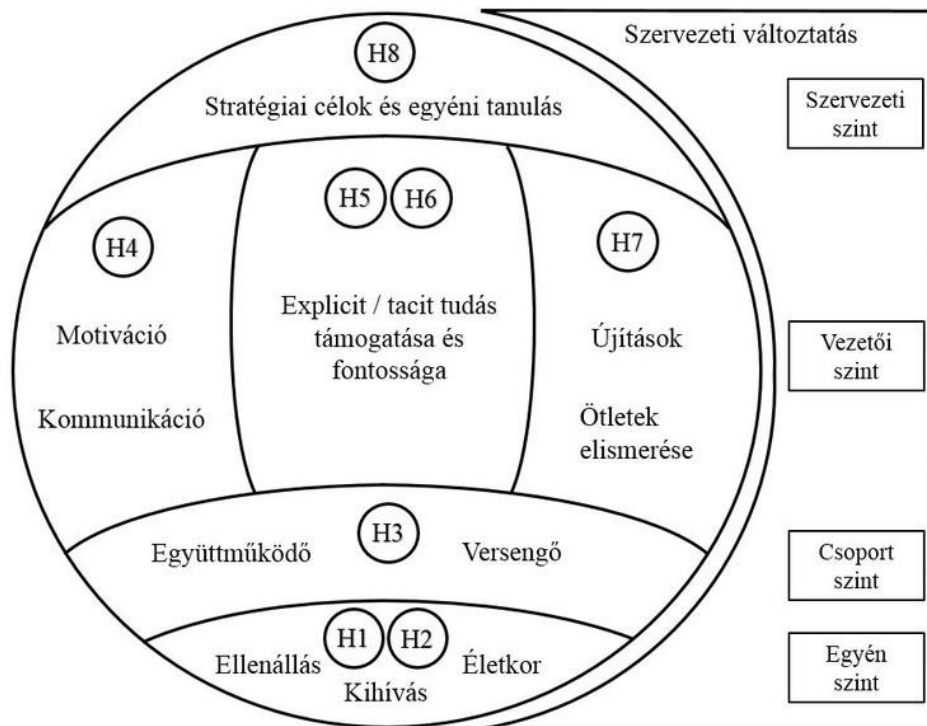 Szervezeti változtatás
H8
Stratégiai célok és egyéni tanulás
Szervezeti
szint
H4
Motiváció
Kommunikáció
H5 H6
Explicit / tacit tudás
támogatása és
fontossága
H7
Újítások
Ötletek
elismerése
Vezetői
szint
H3
Együttműködő
Versengő
Csoport
szint
H1 H2
Ellenállás
Kihívás
Életkor
Egyén
szint